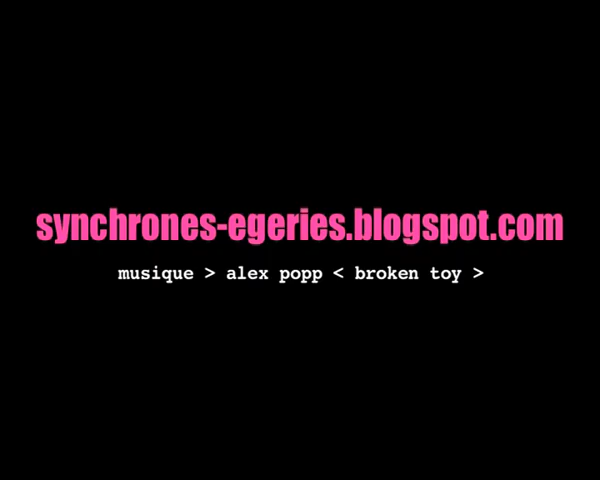 synchrones-egeries.blogspot.com
musique > alex popp < broken toy >